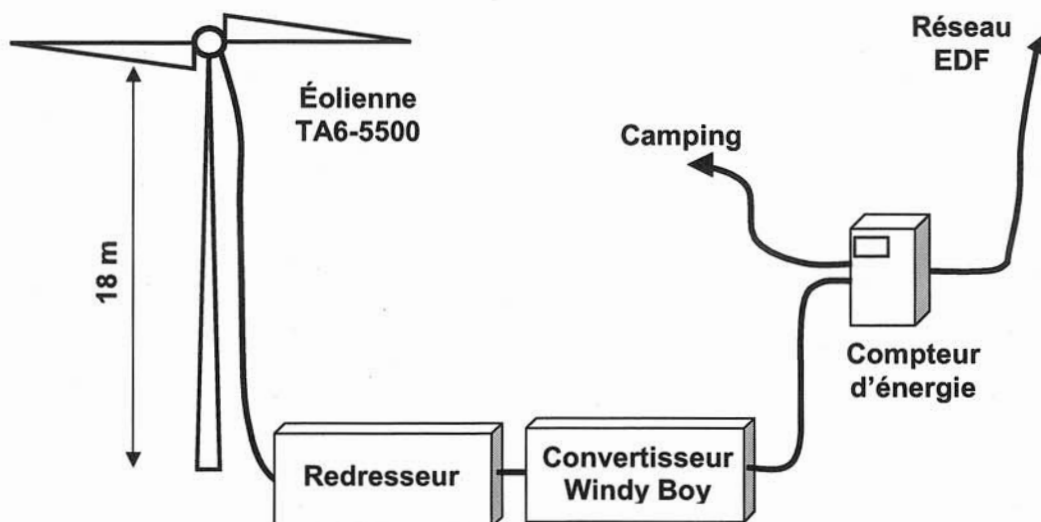 Réseau
EDF
Éolienne
TA6-5500
Camping
18 m
Compteur
d'énergie
Redresseur
Convertisseur
Windy Boy